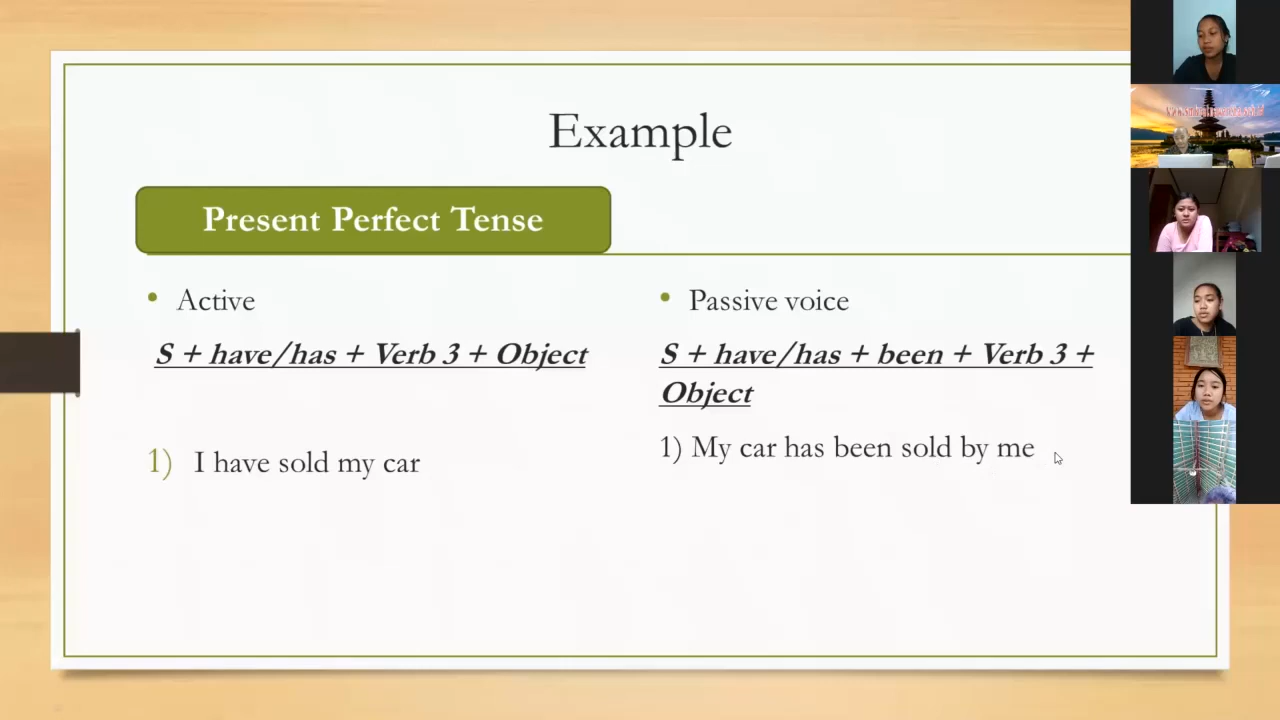 Example
Present Perfect Tense
• Active
S + have/has + Verb 3 + Object
1) I have sold my car
• Passive voice
S + have/has + been + Verb 3 +
Object
1) My car has been sold by me